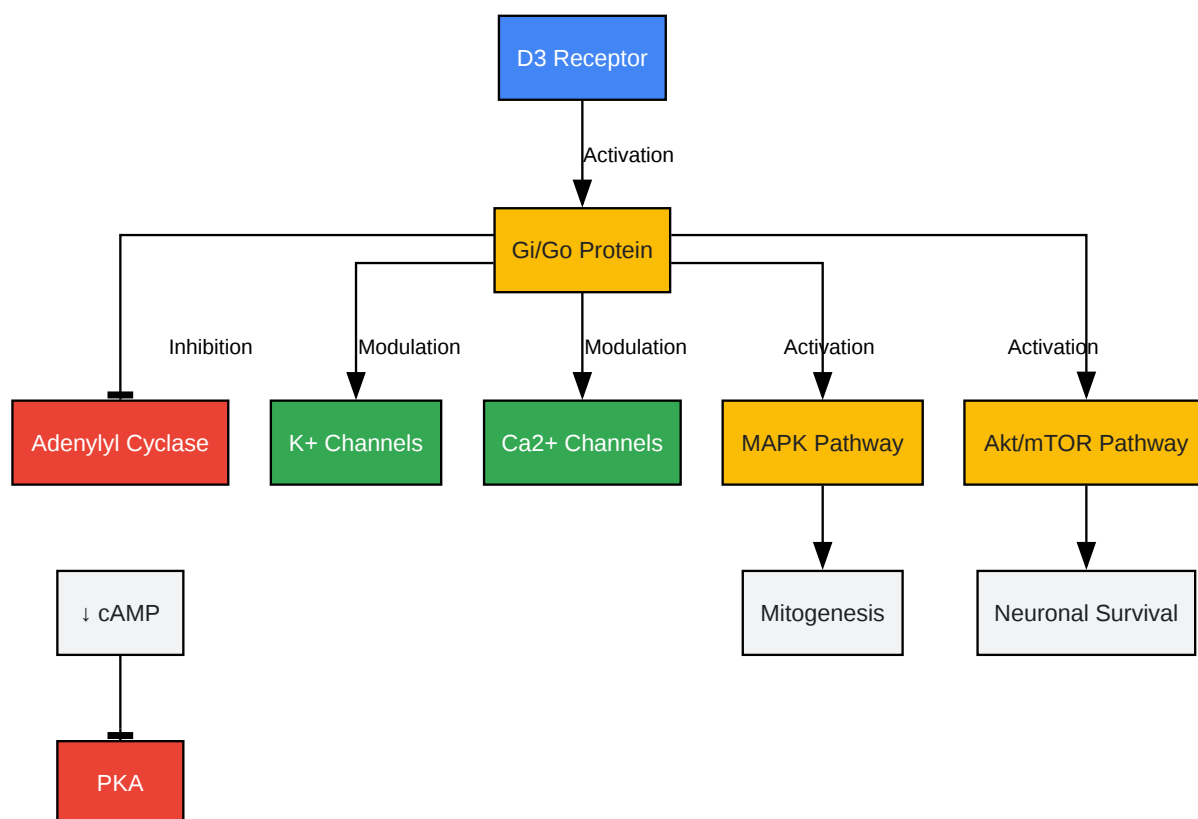 D3 Receptor
Activation
Gi/Go Protein
Inhibition
Modulation
Modulation
Activation
Activation
Adenylyl Cyclase
K+ Channels
Ca2+ Channels
MAPK Pathway
Akt/mTOR Pathway
↓ cAMP
Mitogenesis
Neuronal Survival
PKA